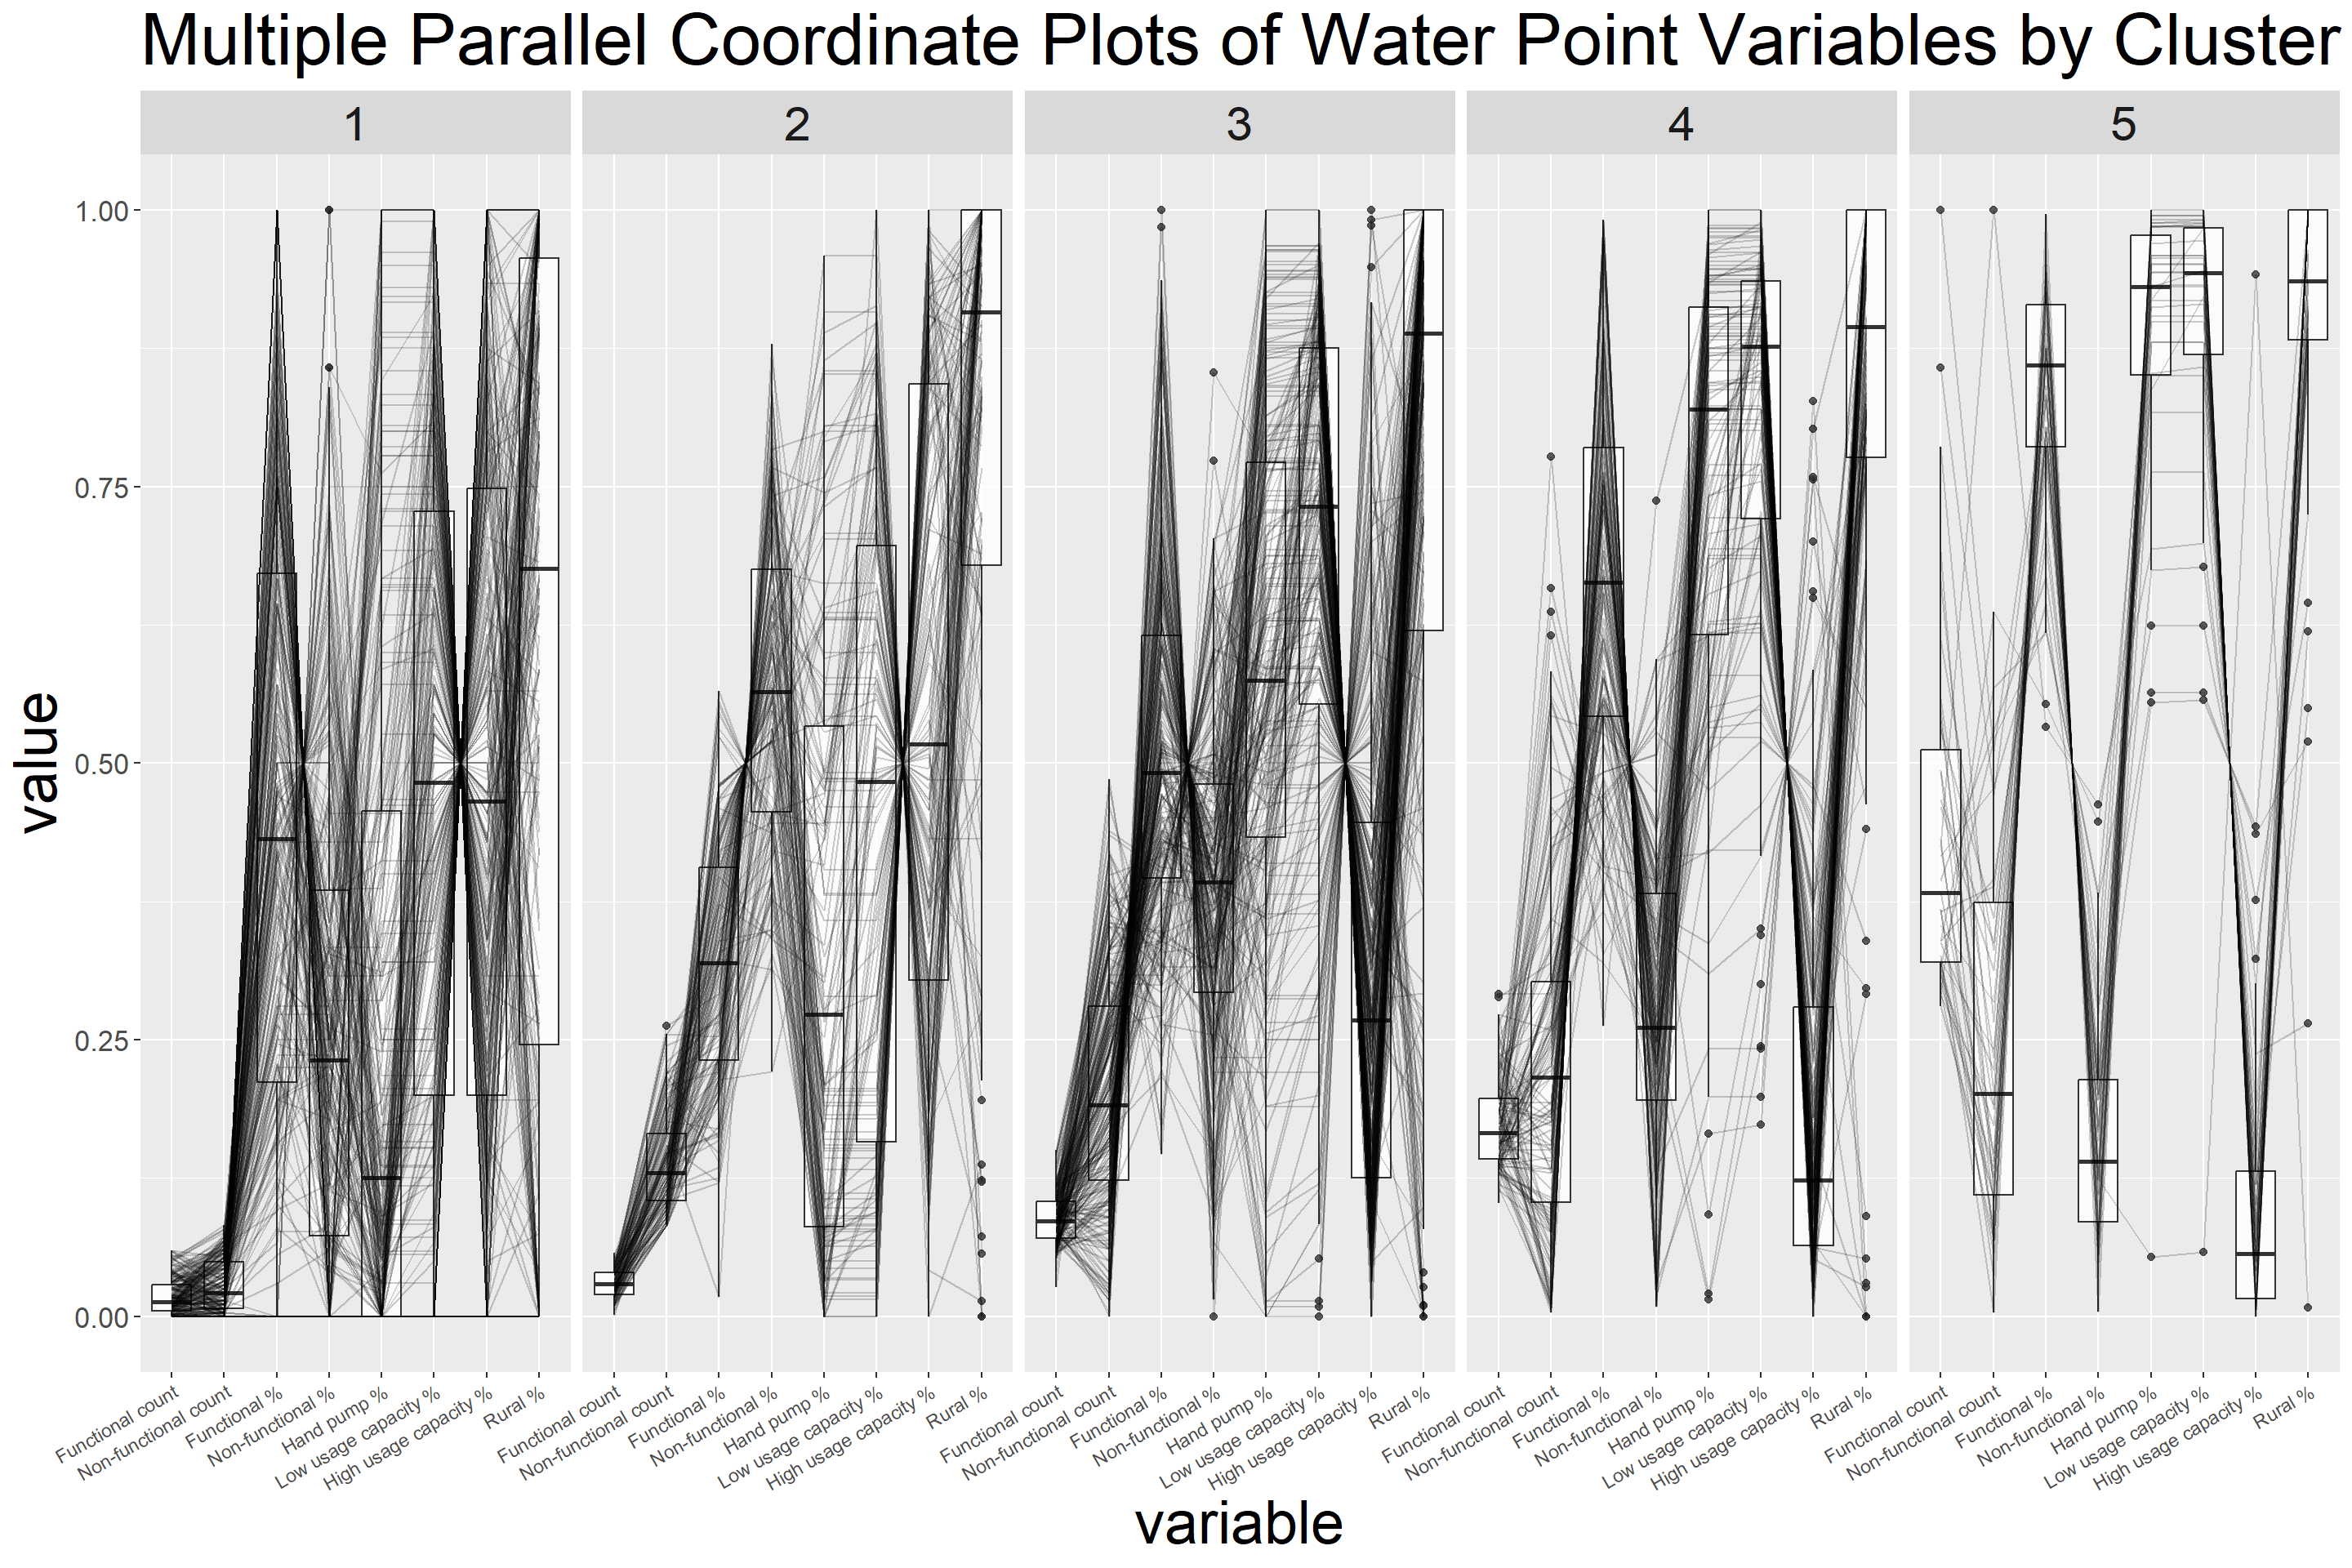 Multiple Parallel Coordinate Plots of Water Point Variables by Cluster
1 2 3 4 5
value
1.00
0.75
0.50
0.25
0.00
Functional count
Non-functional count
Functional %
Non-functional %
Hand pump %
Low usage capacity %
High usage capacity %
Rural %
Functional count
Non-functional count
Functional %
Non-functional %
Hand pump %
Low usage capacity %
High usage capacity %
Rural %
Functional count
Non-functional count
Functional %
Non-functional %
Hand pump %
Low usage capacity %
High usage capacity %
Rural %
Functional count
Non-functional count
Functional %
Non-functional %
Hand pump %
Low usage capacity %
High usage capacity %
Rural %
Functional count
Non-functional count
Functional %
Non-functional %
Hand pump %
Low usage capacity %
High usage capacity %
Rural %
variable